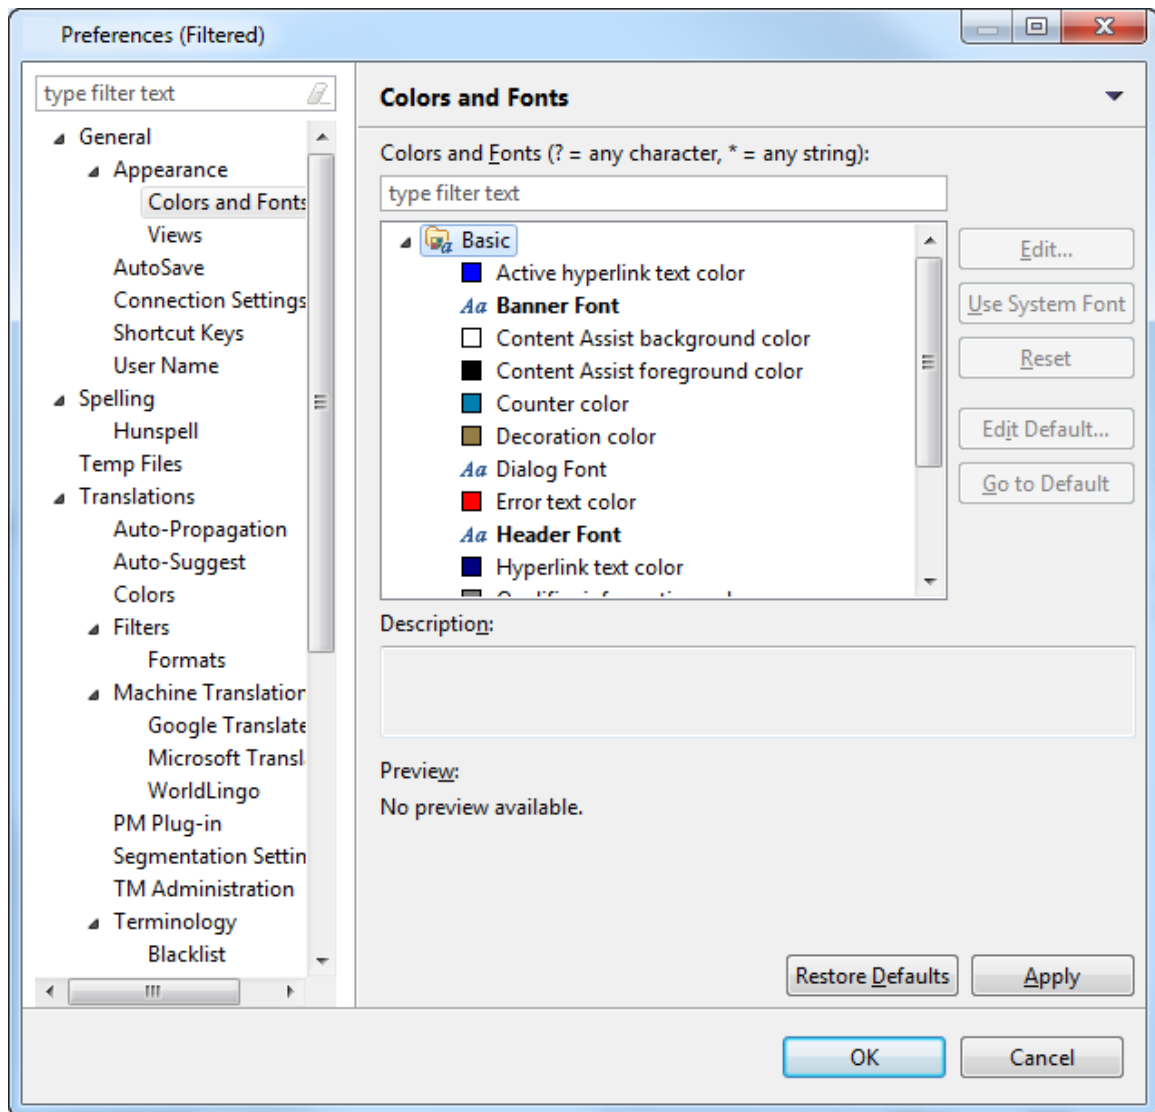 Preferences (Filtered)
type filter text
General
Appearance
Colors and Fonts
Views
AutoSave
Connection Settings
Shortcut Keys
User Name
Spelling
Hunspell
Temp Files
Translations
Auto-Propagation
Auto-Suggest
Colors
Filters
Formats
Machine Translation
Google Translate
Microsoft Transl
WorldLingo
PM Plug-in
Segmentation Settin
TM Administration
Terminology
Blacklist
Colors and Fonts
Colors and Fonts (? = any character, * = any string):
type filter text
Basic
Active hyperlink text color
Aa Banner Font
Content Assist background color
Content Assist foreground color
Counter color
Decoration color
Aa Dialog Font
Error text color
Aa Header Font
Hyperlink text color
Edit...
Use System Font
Reset
Edit Default...
Go to Default
Description:
Preview:
No preview available.
Restore Defaults
Apply
OK
Cancel